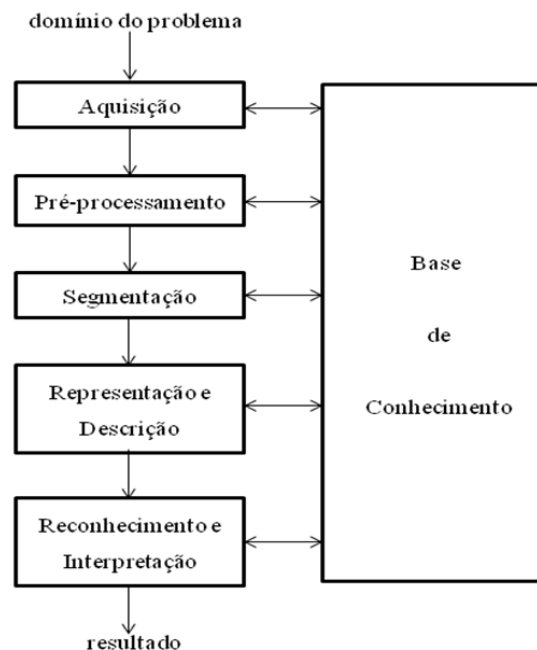 domínio do problema
Aquisição
Pré-processamento
Segmentação
Representação e
Descrição
Reconhecimento e
Interpretação
resultado
Base
de
Conhecimento